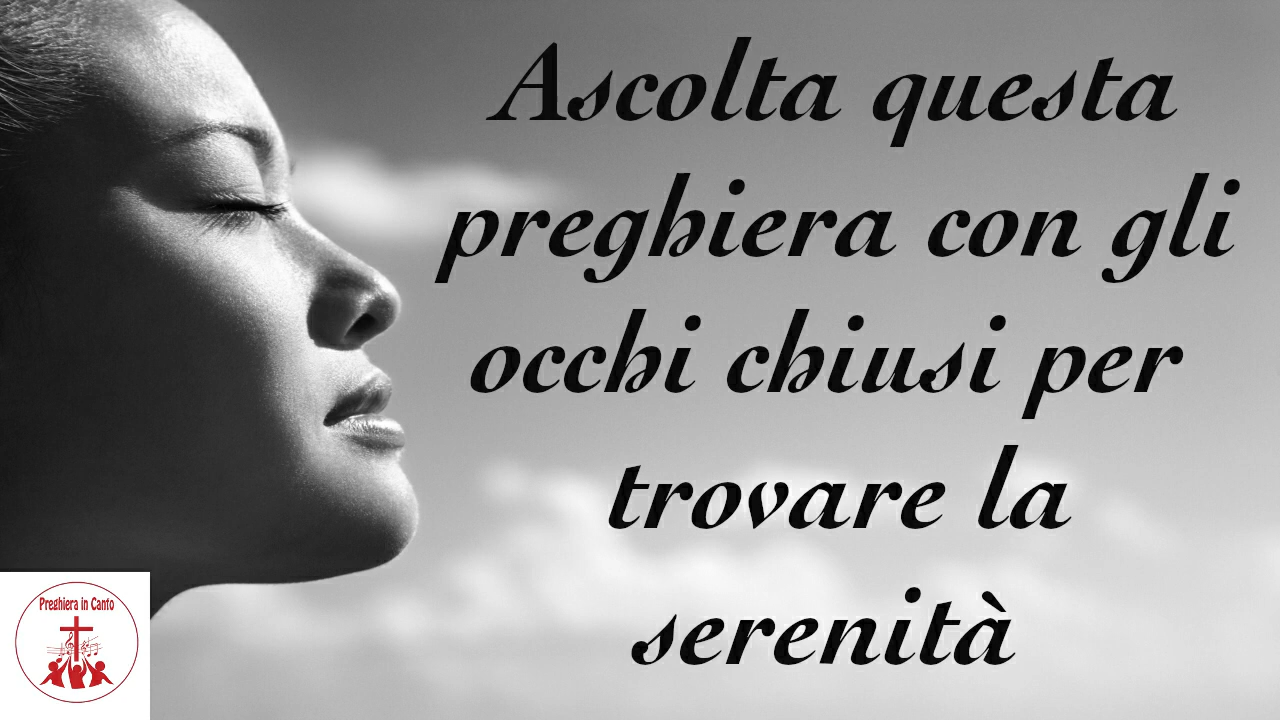 Ascolta questa
preghiera con gli
occhi chiusi per
trovare la
serenità
Preghiera in Canto